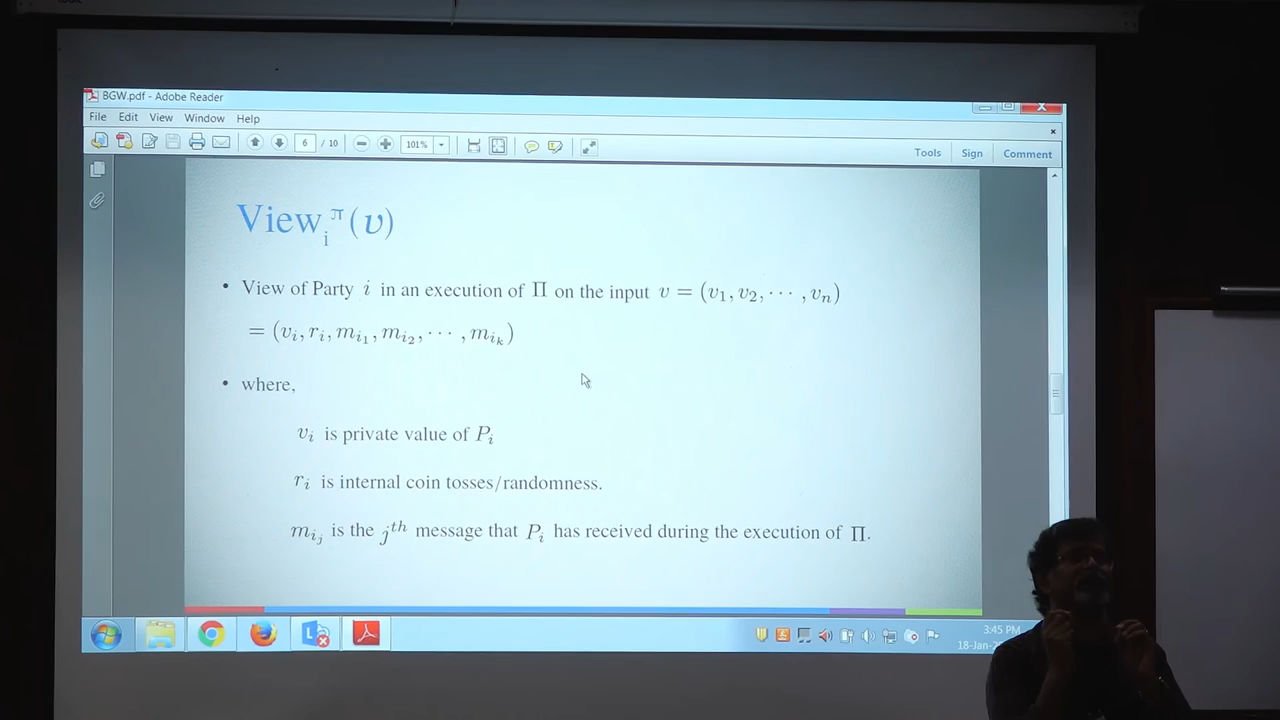 BGW.pdf - Adobe Reader
File Edit View Window Help
6 / 10 101% Tools Sign Comment
View_i^π(v)
• View of Party i in an execution of Π on the input v = (v_1, v_2, ⋯ , v_n)
= (v_i, r_i, m_{i_1}, m_{i_2}, ⋯ , m_{i_k})
• where,
v_i is private value of P_i
r_i is internal coin tosses/randomness.
m_{i_j} is the j^{th} message that P_i has received during the execution of Π.
3:45 PM
18-Jan-